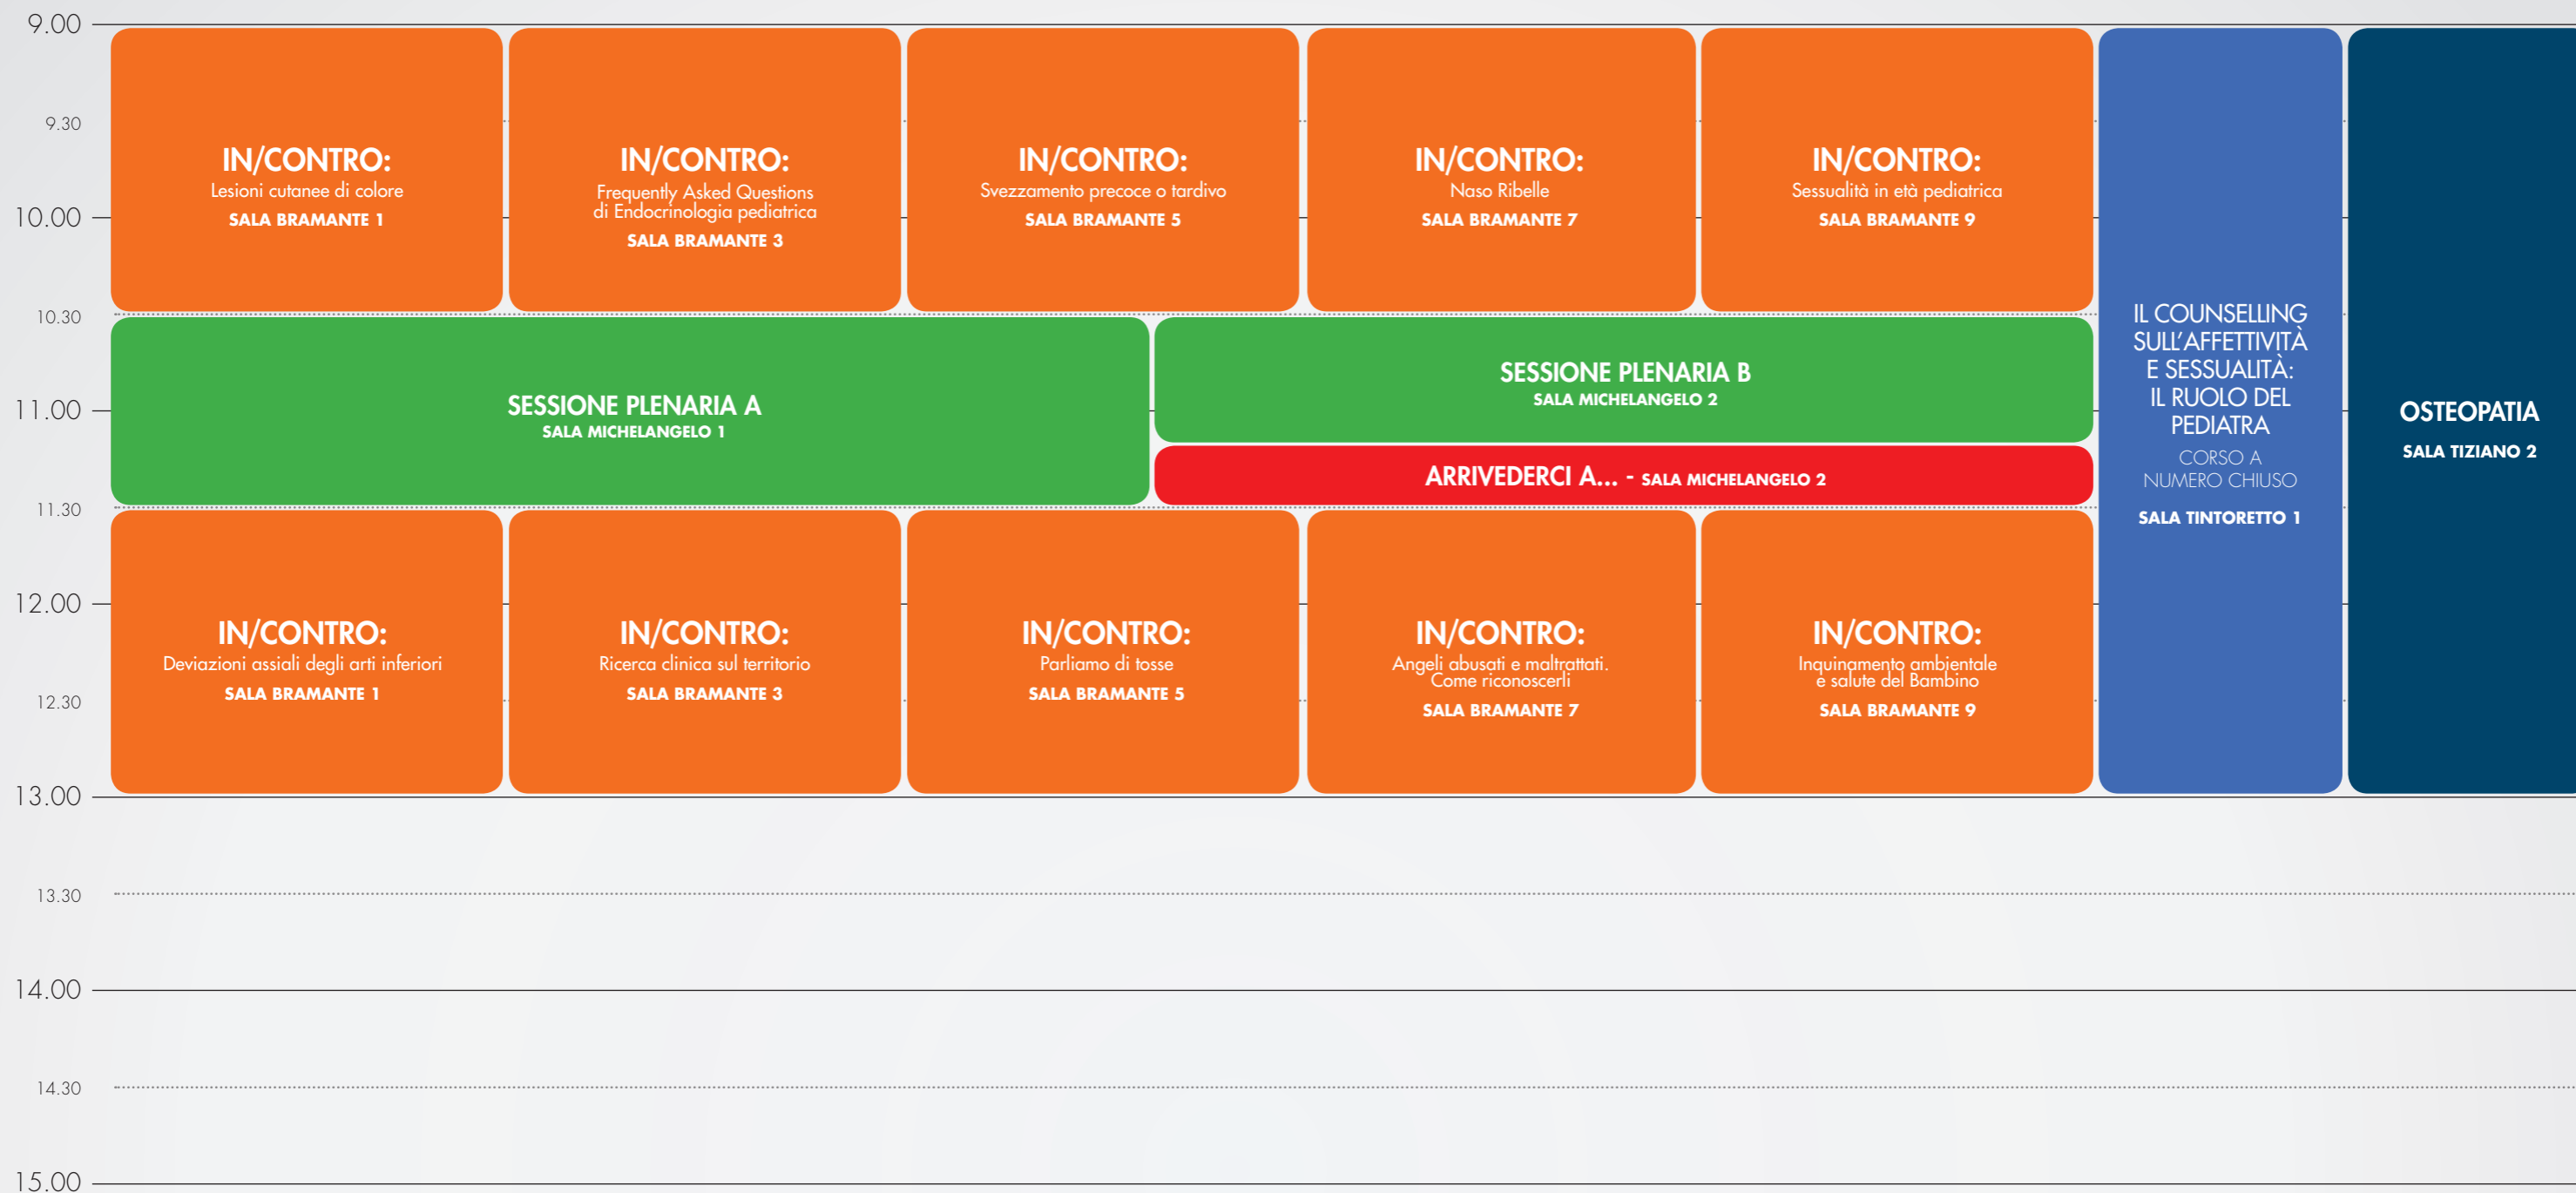 9.00
9.30
10.00
10.30
11.00
11.30
12.00
12.30
13.00
13.30
14.00
14.30
15.00
IN/CONTRO:
Lesioni cutanee di colore
SALA BRAMANTE 1
IN/CONTRO:
Frequently Asked Questions
di Endocrinologia pediatrica
SALA BRAMANTE 3
IN/CONTRO:
Svezzamento precoce o tardivo
SALA BRAMANTE 5
IN/CONTRO:
Naso Ribelle
SALA BRAMANTE 7
IN/CONTRO:
Sessualità in età pediatrica
SALA BRAMANTE 9
SESSIONE PLENARIA A
SALA MICHELANGELO 1
SESSIONE PLENARIA B
SALA MICHELANGELO 2
ARRIVEDERCI A... - SALA MICHELANGELO 2
IN/CONTRO:
Deviazioni assiali degli arti inferiori
SALA BRAMANTE 1
IN/CONTRO:
Ricerca clinica sul territorio
SALA BRAMANTE 3
IN/CONTRO:
Parliamo di tosse
SALA BRAMANTE 5
IN/CONTRO:
Angeli abusati e maltrattati.
Come riconoscerli
SALA BRAMANTE 7
IN/CONTRO:
Inquinamento ambientale
e salute del Bambino
SALA BRAMANTE 9
IL COUNSELLING
SULL'AFFETTIVITÀ
E SESSUALITÀ:
IL RUOLO DEL
PEDIATRA
CORSO A
NUMERO CHIUSO
SALA TINTORETTO 1
OSTEOPATIA
SALA TIZIANO 2